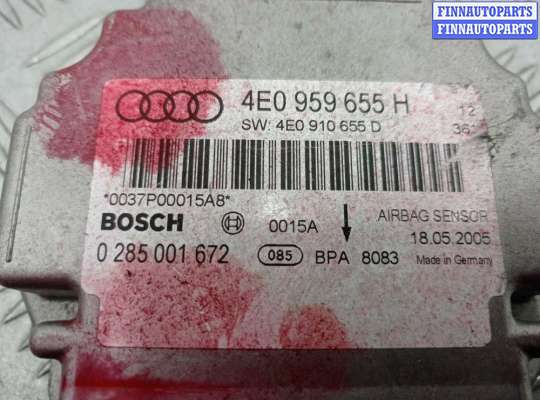 FINNAUTOPARTS
FINNAUTOPARTS
4E0 959 655 H
SW: 4E0 910 655 D
12
36
*0037P00015A8*
BOSCH
0015A
AIRBAG SENSOR
18.05.2005
0 285 001 672
085
BPA 8083
Made in Germany